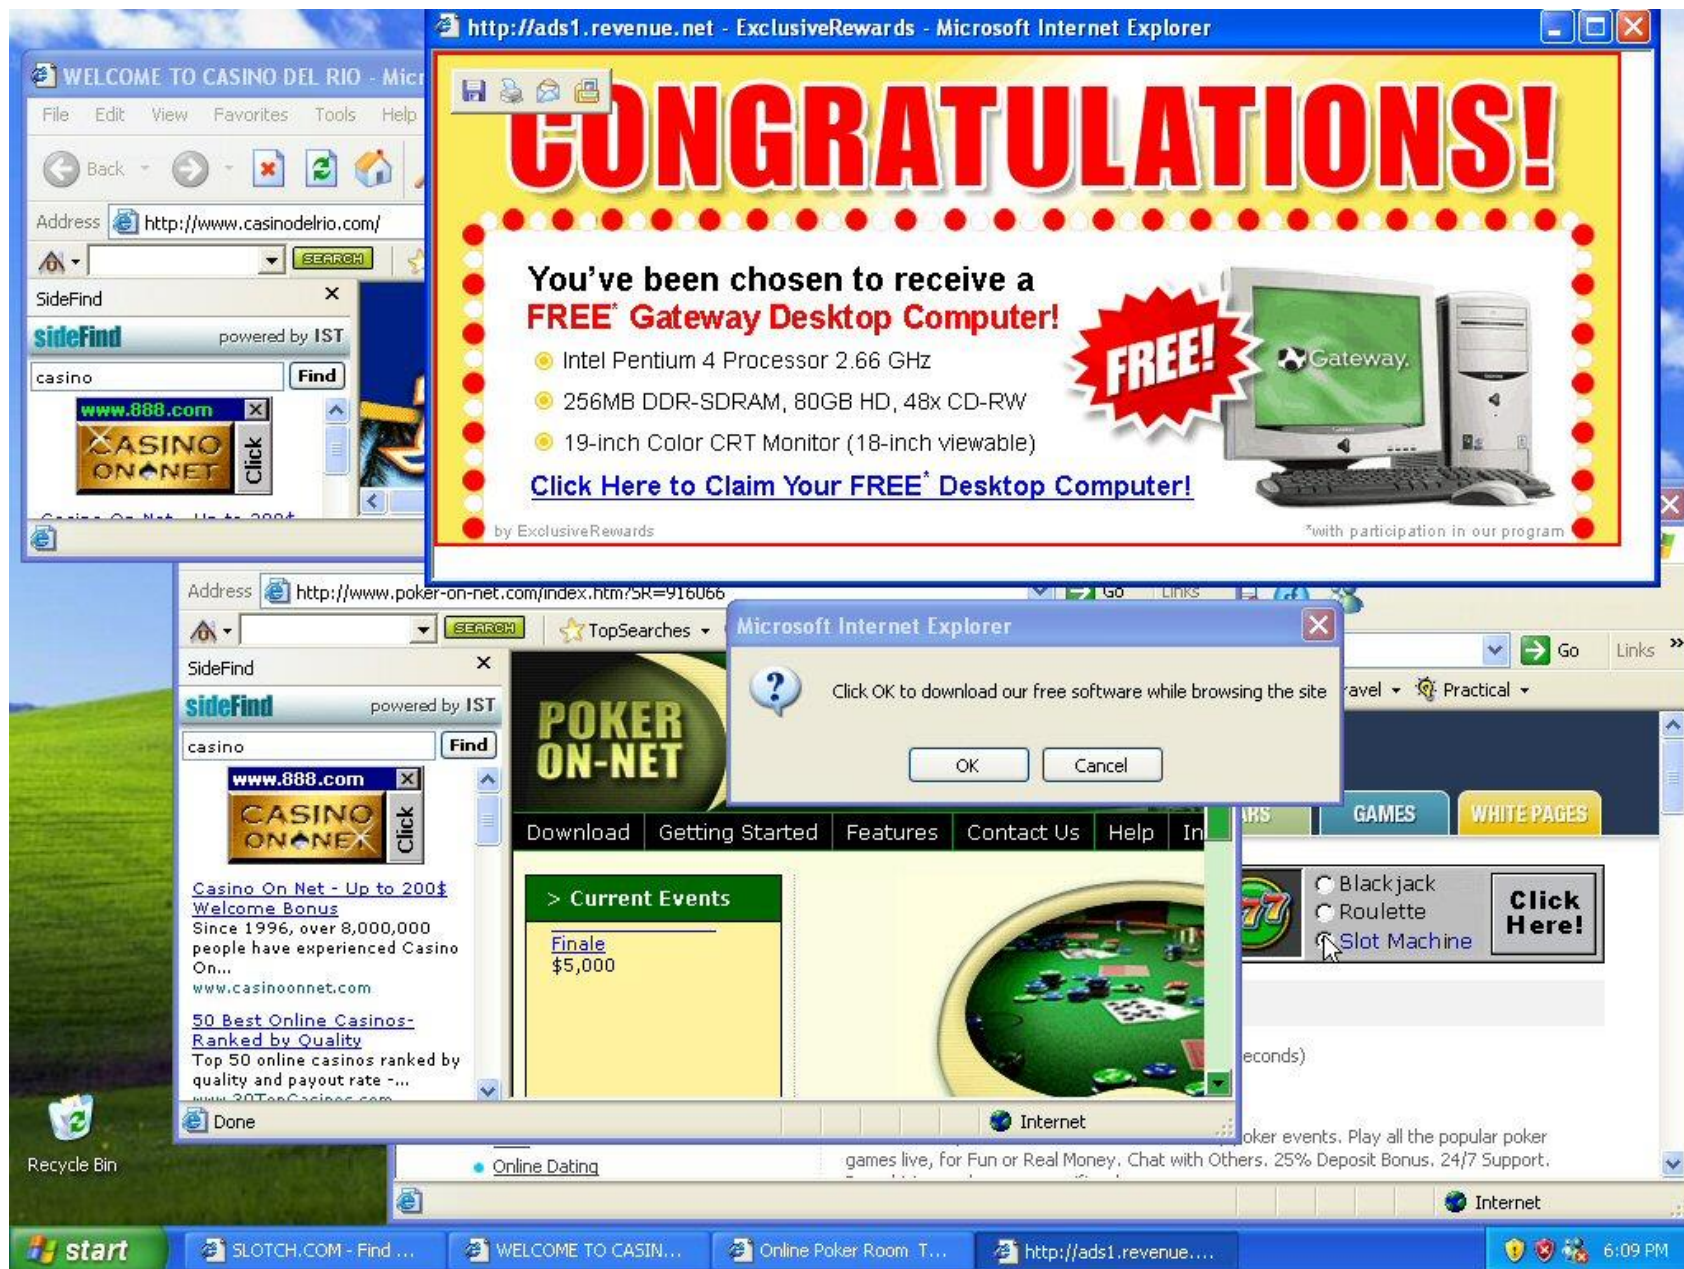 http://ads1.revenue.net - ExclusiveRewards - Microsoft Internet Explorer
WELCOME TO CASINO DEL RIO - Micr
File Edit View Favorites Tools Help
Back
Address http://www.casinodelrio.com/
SEARCH
SideFind
sideFind powered by IST
casino Find
www.888.com
CASINO
ON NET
Click
Casino On Net - Up to 200$
CONGRATULATIONS!
You've been chosen to receive a
FREE* Gateway Desktop Computer!
Intel Pentium 4 Processor 2.66 GHz
256MB DDR-SDRAM, 80GB HD, 48x CD-RW
19-inch Color CRT Monitor (18-inch viewable)
Click Here to Claim Your FREE* Desktop Computer!
FREE!
Gateway.
by ExclusiveRewards *with participation in our program
Address http://www.poker-on-net.com/index.htm?SR=916066 Go Links
SEARCH TopSearches
SideFind
sideFind powered by IST
casino Find
www.888.com
CASINO
ON NET
Click
Casino On Net - Up to 200$
Welcome Bonus
Since 1996, over 8,000,000
people have experienced Casino
On...
www.casinoonnet.com
50 Best Online Casinos-
Ranked by Quality
Top 50 online casinos ranked by
quality and payout rate -...
POKER
ON-NET
Download Getting Started Features Contact Us Help In
> Current Events
Finale
$5,000
Done Internet
Microsoft Internet Explorer
Click OK to download our free software while browsing the site
OK Cancel
Go Links
avel Practical
ARS GAMES WHITE PAGES
777
Blackjack
Roulette
Slot Machine
Click
Here!
econds)
oker events. Play all the popular poker
games live, for Fun or Real Money. Chat with Others. 25% Deposit Bonus. 24/7 Support.
Online Dating
Internet
Recycle Bin
start SLOTCH.COM - Find ... WELCOME TO CASIN... Online Poker Room T... http://ads1.revenue.... 6:09 PM